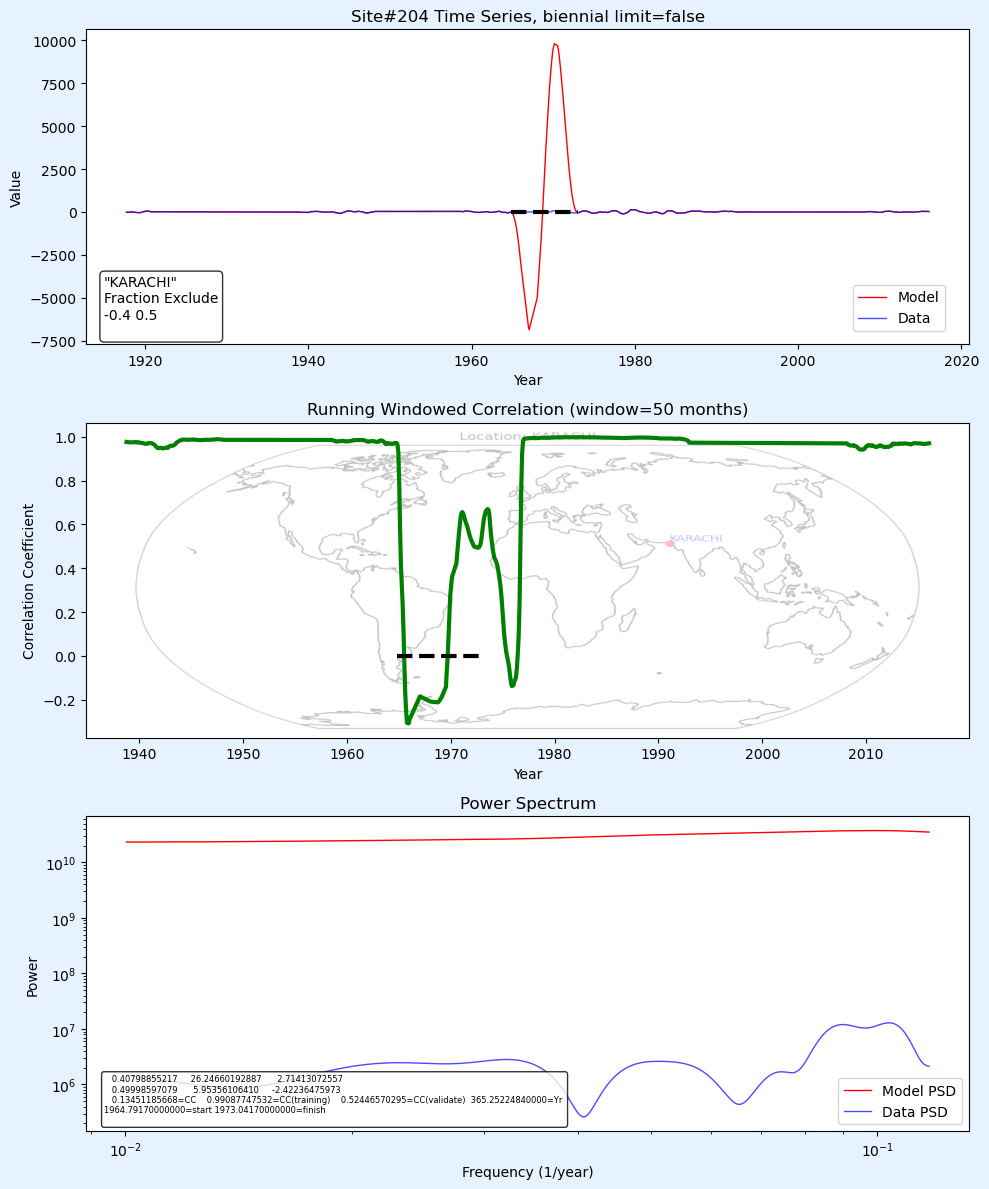 Site#204 Time Series, biennial limit=false
Value
10000
7500
5000
2500
0
−2500
−5000
−7500
"KARACHI"
Fraction Exclude
-0.4 0.5
Model
Data
1920
1940
1960
1980
2000
2020
Year
Running Windowed Correlation (window=50 months)
Correlation Coefficient
1.0
0.8
0.6
0.4
0.2
0.0
−0.2
Location: KARACHI
KARACHI
1940
1950
1960
1970
1980
1990
2000
2010
Year
Power Spectrum
Power
10^10
10^9
10^8
10^7
10^6
0.40798855217 26.24660192887 2.71413072557
0.49998597079 5.95356106410 -2.42236475973
0.13451185668=CC 0.99087747532=CC(training) 0.52446570295=CC(validate) 365.25224840000=Yr
1964.79170000000=start 1973.04170000000=finish
Model PSD
Data PSD
10^−2
10^−1
Frequency (1/year)